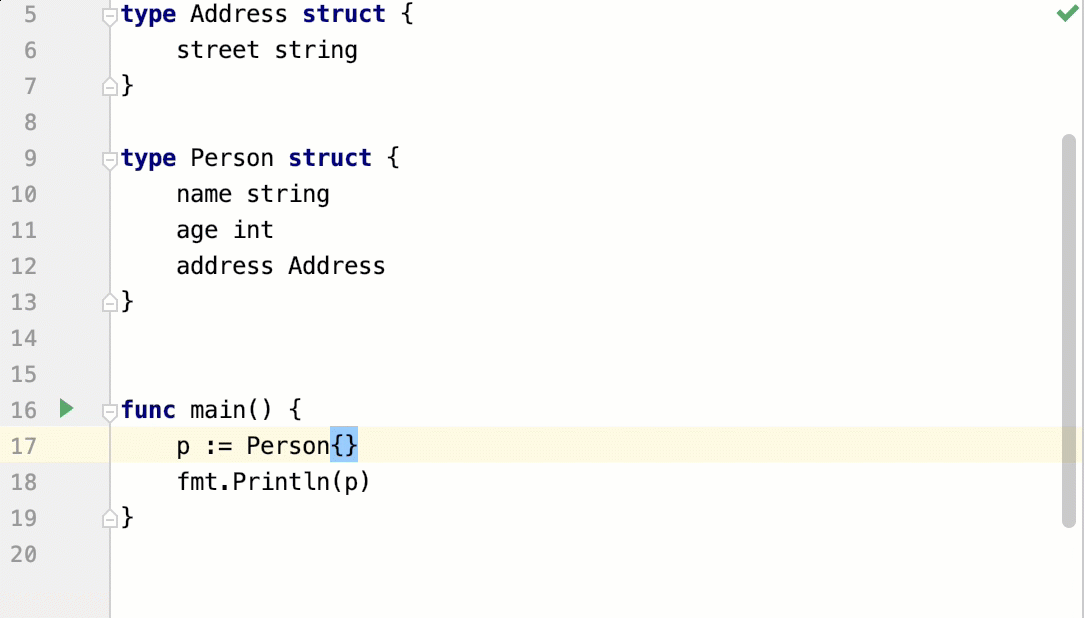 5 type Address struct {
6     street string
7 }
8
9 type Person struct {
10     name string
11     age int
12     address Address
13 }
14
15
16 func main() {
17     p := Person{}
18     fmt.Println(p)
19 }
20